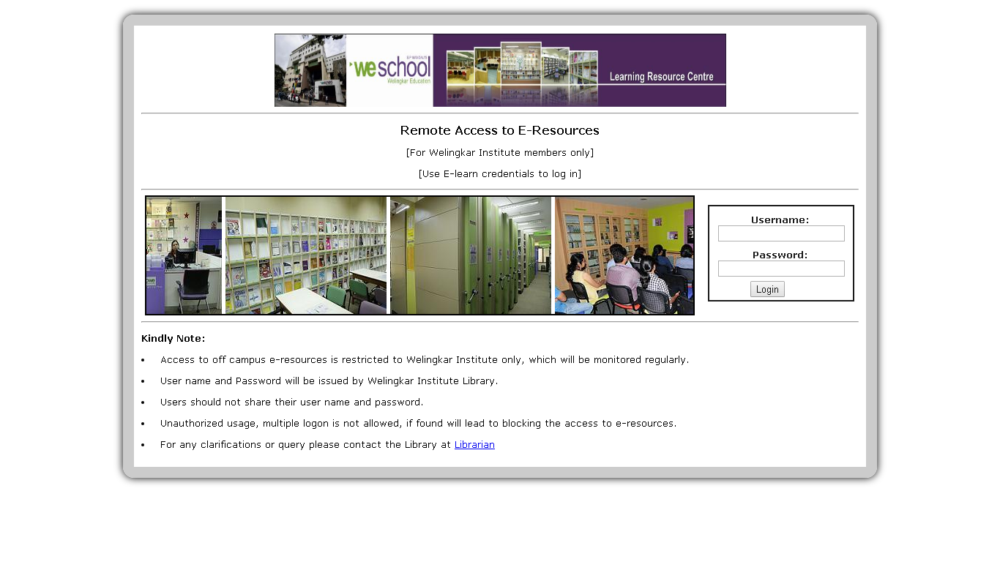 S.P. MANDALI'S
we school
Welingkar Education
Learning Resource Centre
Remote Access to E-Resources
[For Welingkar Institute members only]
[Use E-learn credentials to log in]
Username:
Password:
Login
Kindly Note:
• Access to off campus e-resources is restricted to Welingkar Institute only, which will be monitored regularly.
• User name and Password will be issued by Welingkar Institute Library.
• Users should not share their user name and password.
• Unauthorized usage, multiple logon is not allowed, if found will lead to blocking the access to e-resources.
• For any clarifications or query please contact the Library at Librarian